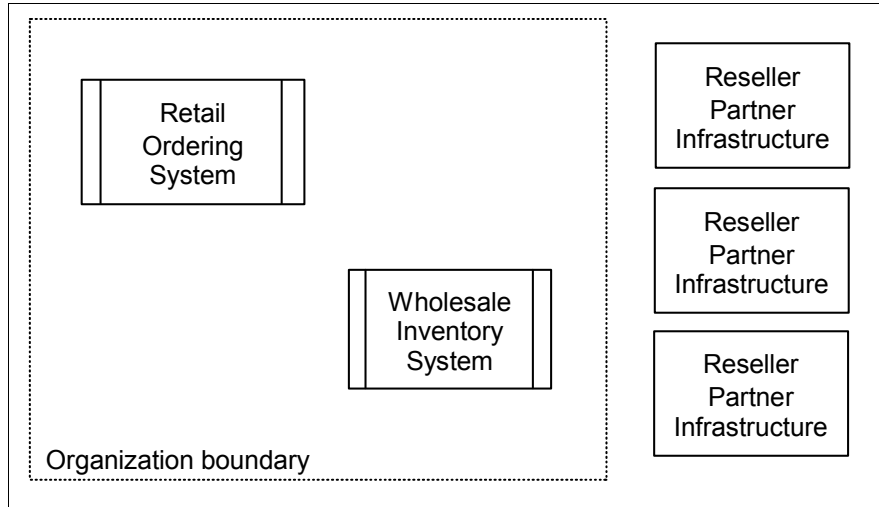 Retail
Ordering
System
Wholesale
Inventory
System
Organization boundary
Reseller
Partner
Infrastructure
Reseller
Partner
Infrastructure
Reseller
Partner
Infrastructure